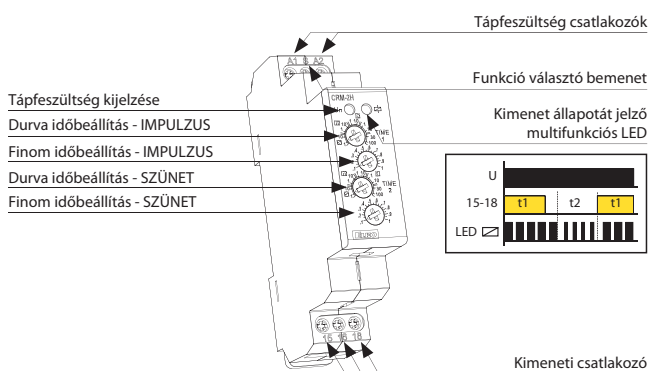 Tápfeszültség csatlakozók
A1 S A2
Funkció választó bemenet
Tápfeszültség kijelzése
CRM-2H
Kimenet állapotát jelző
multifunkciós LED
Durva időbeállítás - IMPULZUS
TIME
1
Finom időbeállítás - IMPULZUS
Durva időbeállítás - SZÜNET
TIME
2
Finom időbeállítás - SZÜNET
U
15-18 t1 t2 t1
LED
15 16 18
Kimeneti csatlakozó